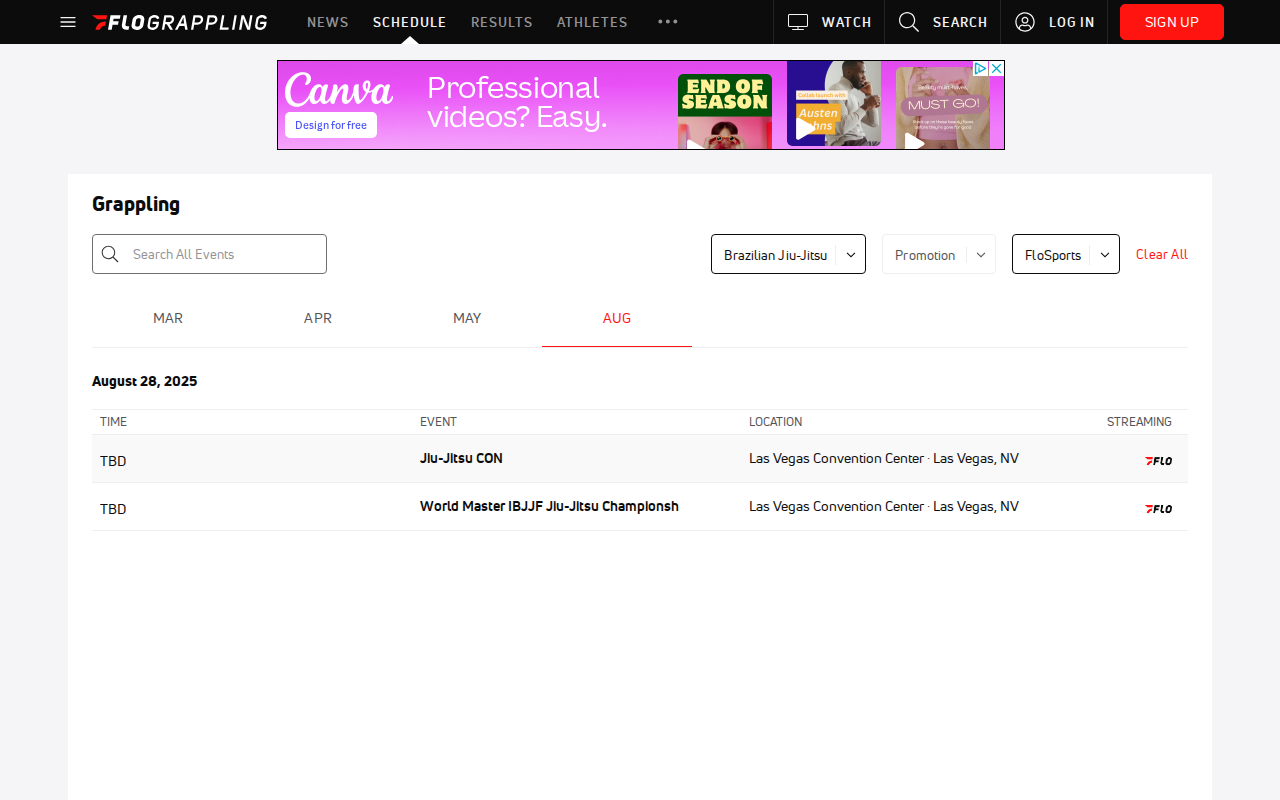 FLOGRAPPLING
NEWS
SCHEDULE
RESULTS
ATHLETES
WATCH
SEARCH
LOG IN
SIGN UP
Canva
Design for free
Professional
videos? Easy.
END OF
SEASON
Collab launch with
Austen
MUST GO!
Grappling
Search All Events
Brazilian Jiu-Jitsu
Promotion
FloSports
Clear All
MAR
APR
MAY
AUG
August 28, 2025
TIME
EVENT
LOCATION
STREAMING
TBD
Jiu-Jitsu CON
Las Vegas Convention Center · Las Vegas, NV
FLO
TBD
World Master IBJJF Jiu-Jitsu Championsh
Las Vegas Convention Center · Las Vegas, NV
FLO